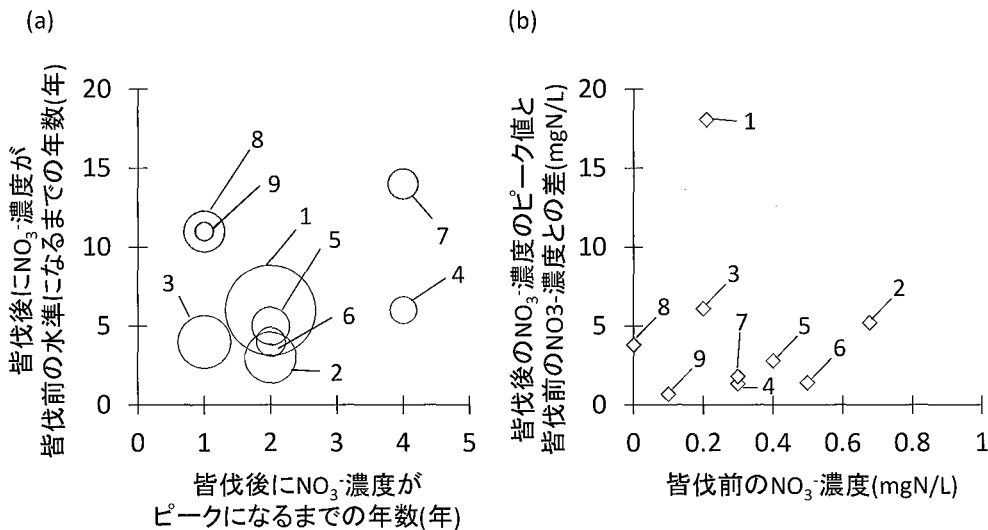 (a)
皆伐後にNO₃⁻濃度が
皆伐前の水準になるまでの年数(年)
20
15
10
5
0
8
9
1
5
7
3
4
6
2
0 1 2 3 4 5
皆伐後にNO₃⁻濃度が
ピークになるまでの年数(年)
(b)
皆伐後のNO₃⁻濃度のピーク値と
皆伐前のNO3-濃度との差(mgN/L)
20
15
10
5
0
1
3
2
8
7
5
6
9
4
0 0.2 0.4 0.6 0.8 1
皆伐前のNO₃⁻濃度(mgN/L)